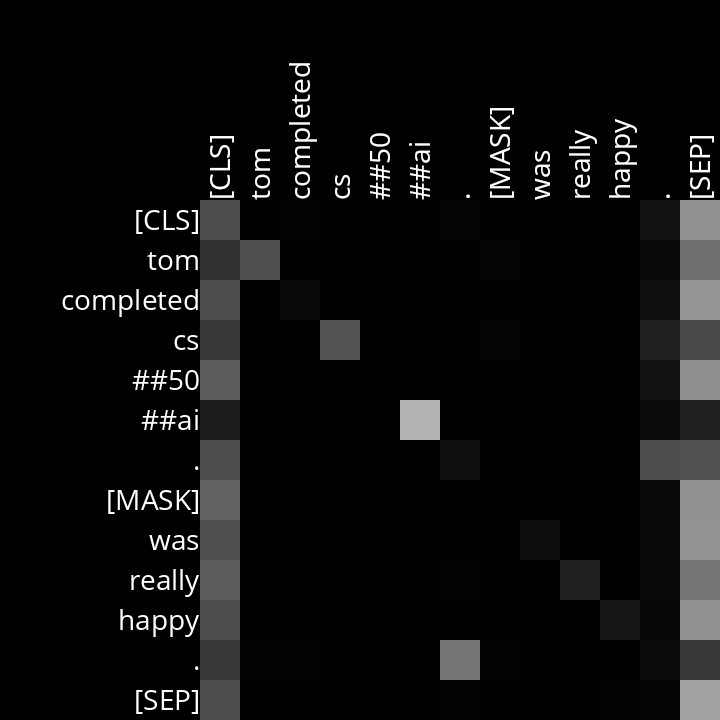 [CLS]
tom
completed
cs
##50
##ai
.
[MASK]
was
really
happy
.
[SEP]
[CLS]
tom
completed
cs
##50
##ai
.
[MASK]
was
really
happy
.
[SEP]